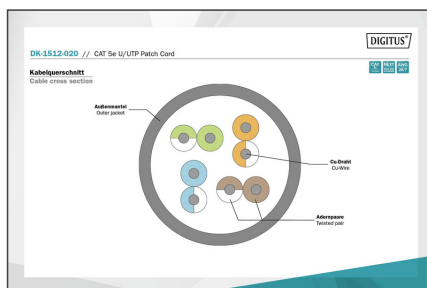 DIGITUS®
DK-1512-020 // CAT 5e U/UTP Patch Cord
Kabelquerschnitt
Cable cross section
Außenmantel
Outer jacket
Cu-Draht
Cu-Wire
Adernpaare
Twisted pair